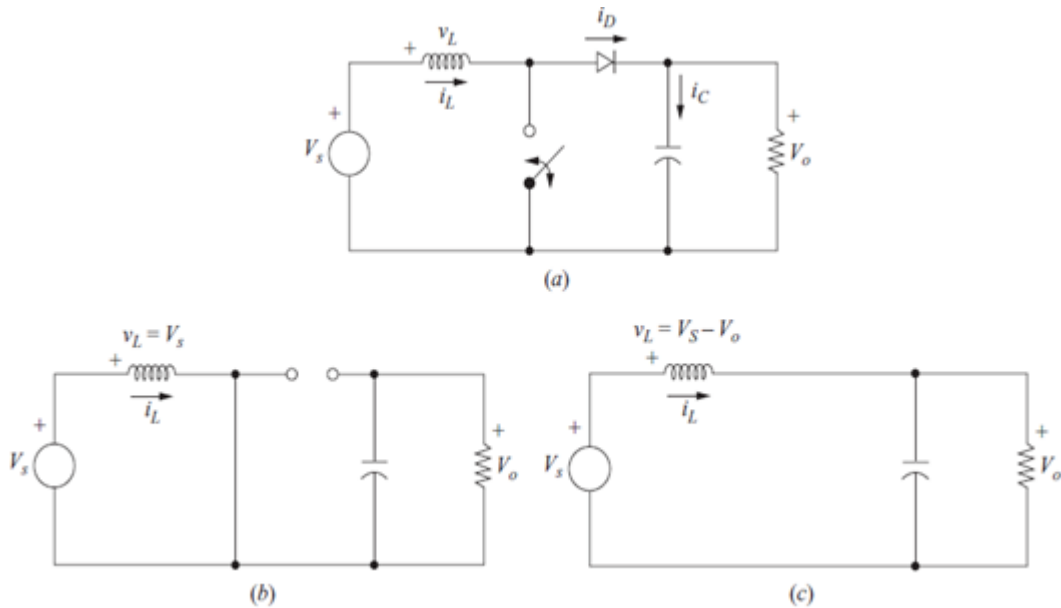 v_L
i_D
+
i_L
i_C
+
V_s
+
V_o
(a)
v_L = V_s
+
i_L
+
V_s
+
V_o
(b)
v_L = V_S – V_o
+
i_L
+
V_s
+
V_o
(c)